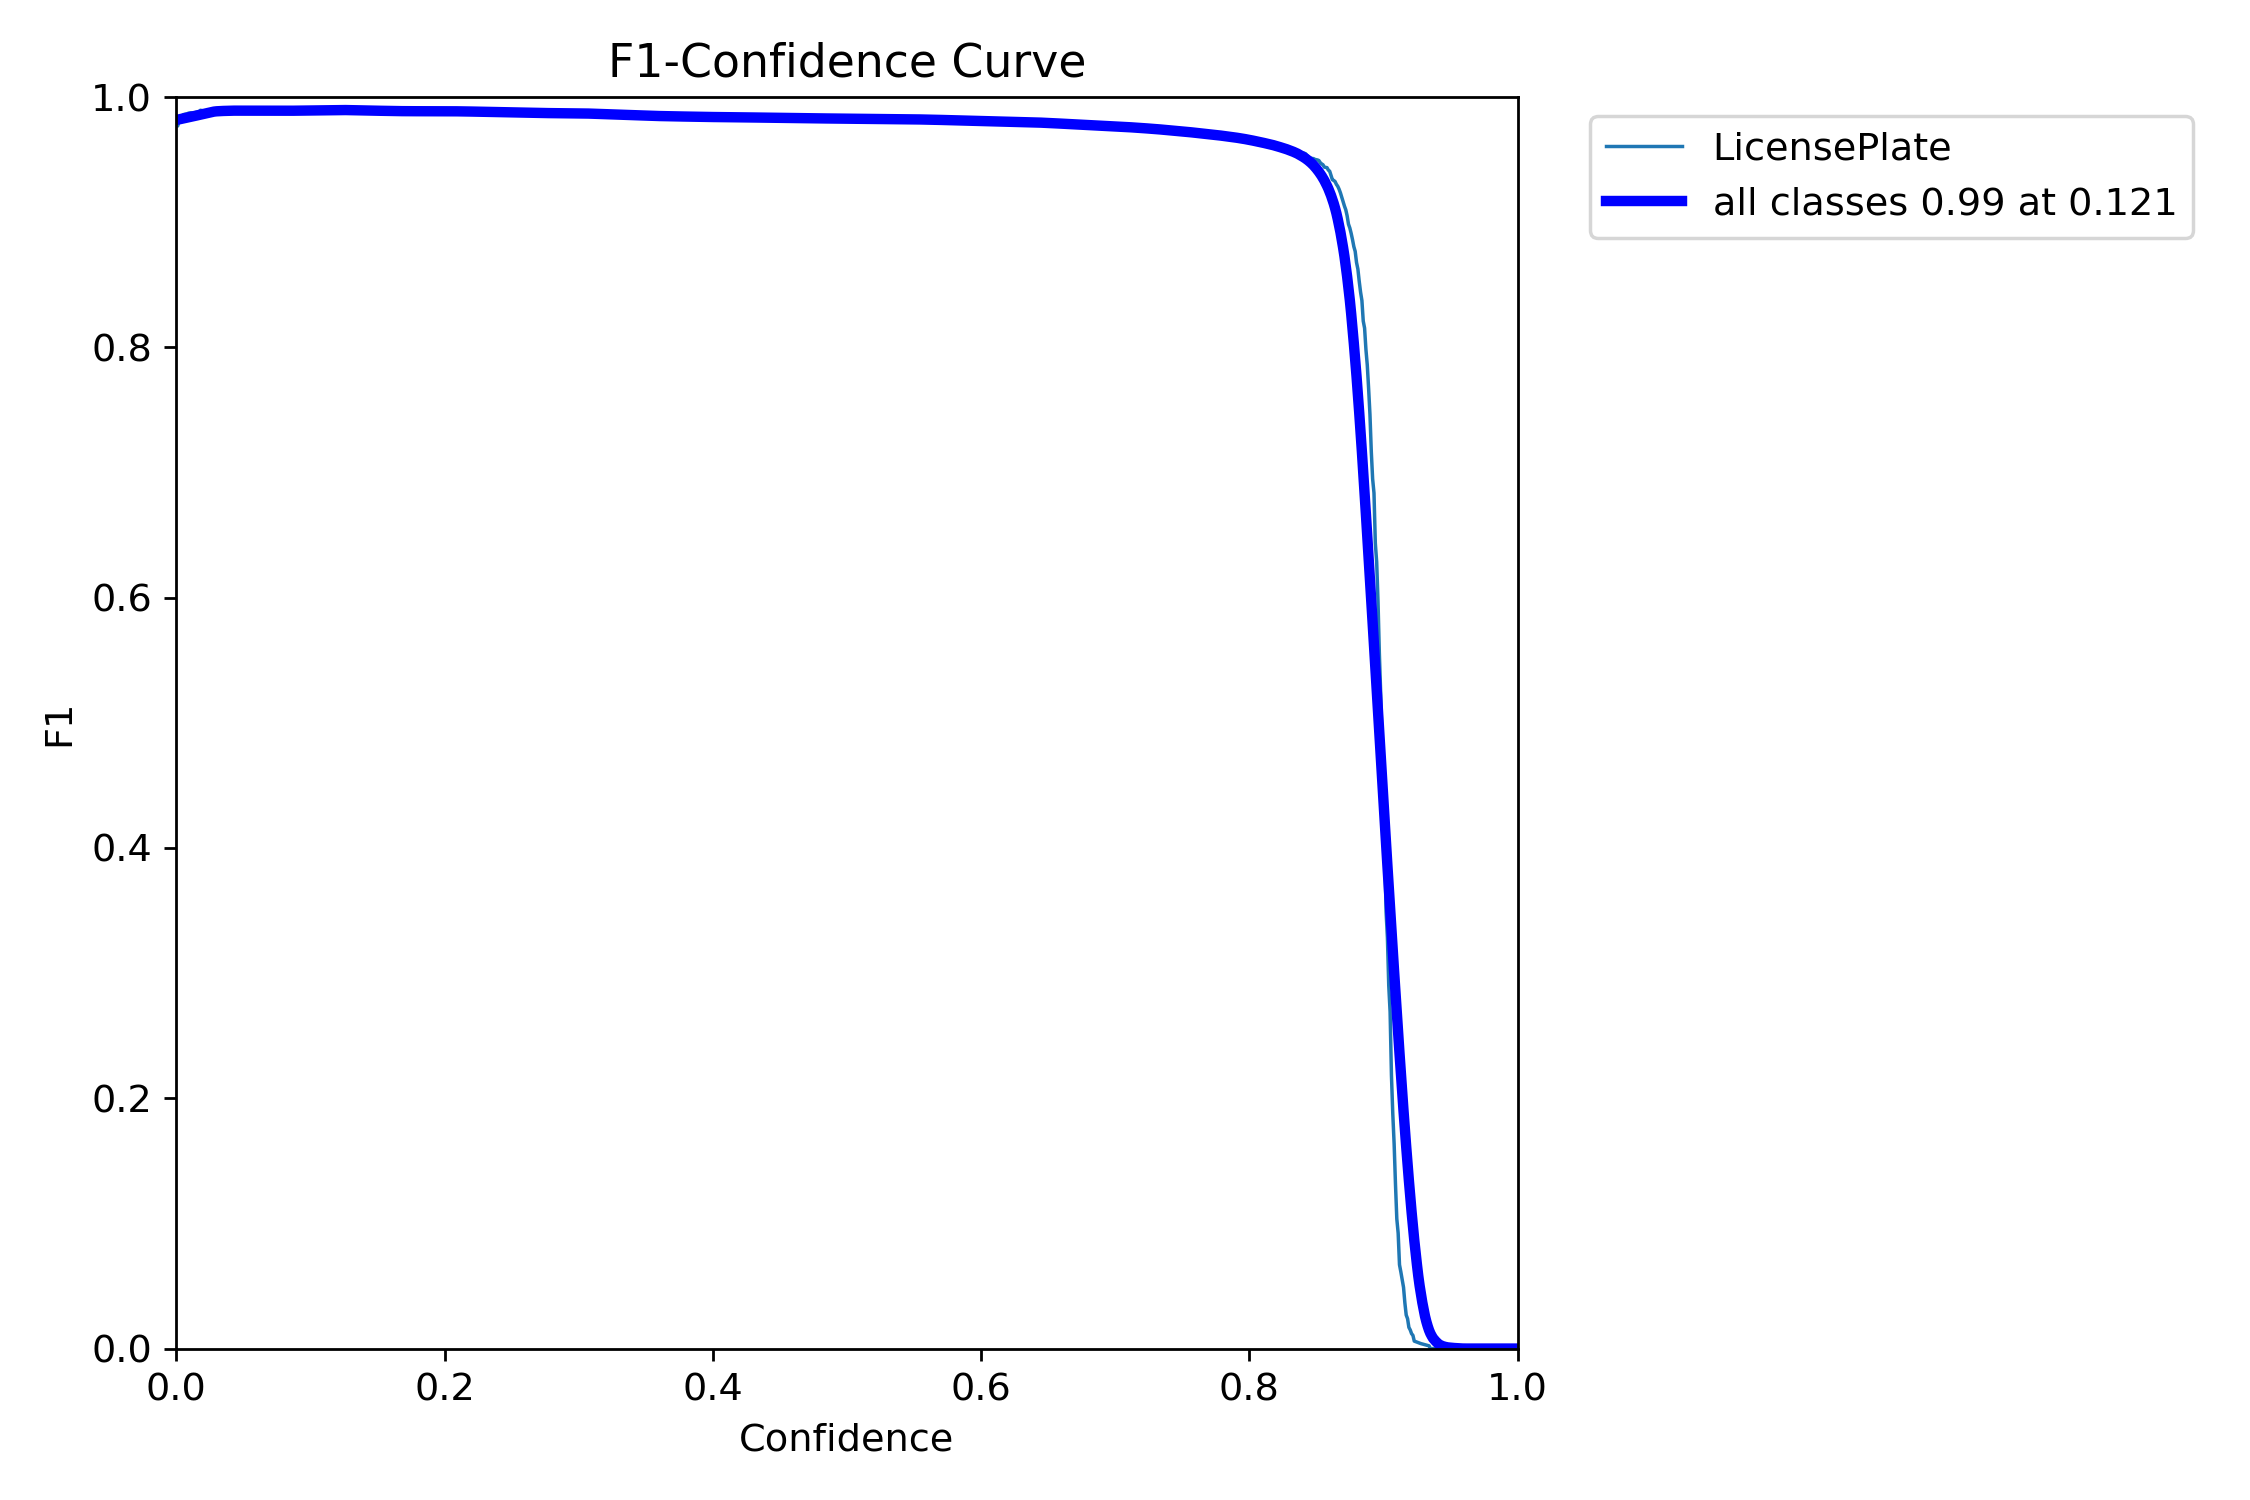 F1-Confidence Curve
1.0
0.8
0.6
0.4
0.2
0.0
F1
0.0 0.2 0.4 0.6 0.8 1.0
Confidence
LicensePlate
all classes 0.99 at 0.121